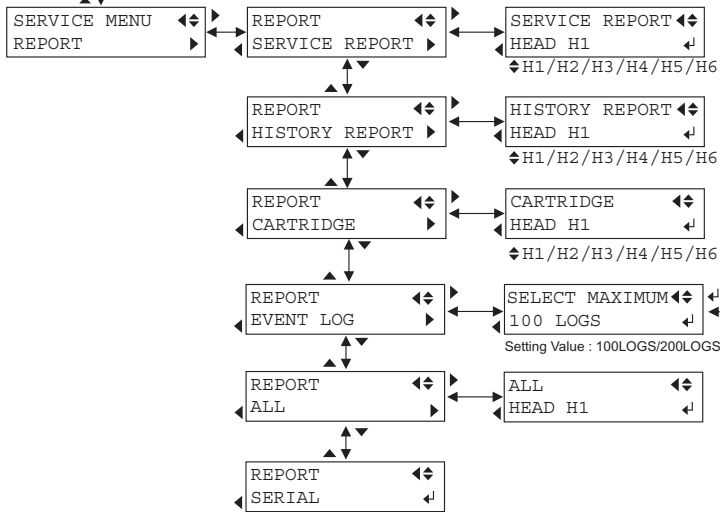 SERVICE MENU
REPORT
REPORT
SERVICE REPORT
SERVICE REPORT
HEAD H1
H1/H2/H3/H4/H5/H6
REPORT
HISTORY REPORT
HISTORY REPORT
HEAD H1
H1/H2/H3/H4/H5/H6
REPORT
CARTRIDGE
CARTRIDGE
HEAD H1
H1/H2/H3/H4/H5/H6
REPORT
EVENT LOG
SELECT MAXIMUM
100 LOGS
Setting Value : 100LOGS/200LOGS
REPORT
ALL
ALL
HEAD H1
REPORT
SERIAL